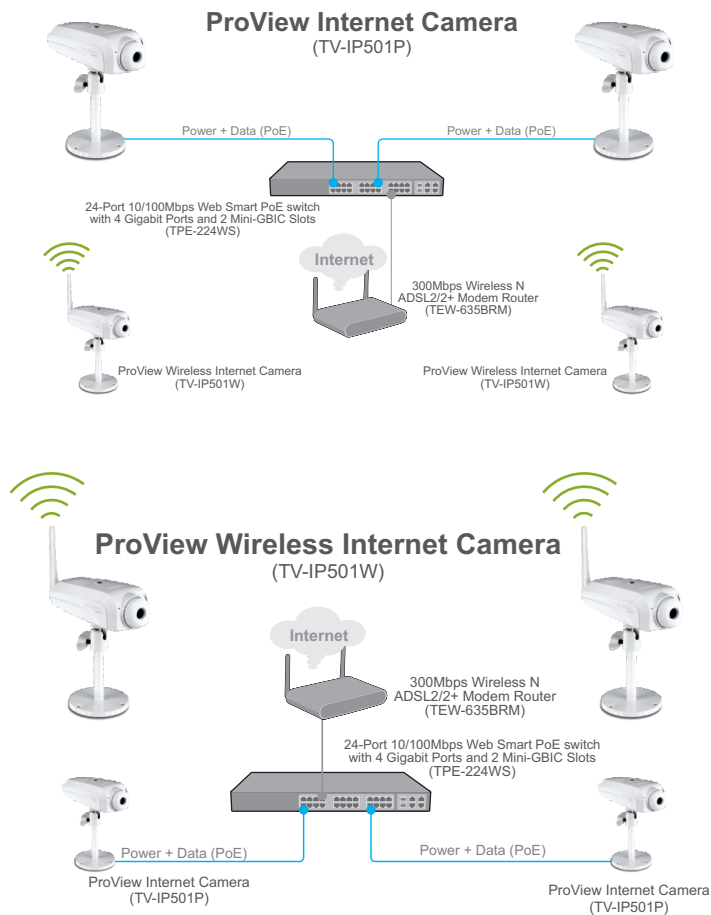 ProView Internet Camera
(TV-IP501P)
Power + Data (PoE)
Power + Data (PoE)
24-Port 10/100Mbps Web Smart PoE switch
with 4 Gigabit Ports and 2 Mini-GBIC Slots
(TPE-224WS)
Internet
300Mbps Wireless N
ADSL2/2+ Modem Router
(TEW-635BRM)
ProView Wireless Internet Camera
(TV-IP501W)
ProView Wireless Internet Camera
(TV-IP501W)
ProView Wireless Internet Camera
(TV-IP501W)
Internet
300Mbps Wireless N
ADSL2/2+ Modem Router
(TEW-635BRM)
24-Port 10/100Mbps Web Smart PoE switch
with 4 Gigabit Ports and 2 Mini-GBIC Slots
(TPE-224WS)
Power + Data (PoE)
Power + Data (PoE)
ProView Internet Camera
(TV-IP501P)
ProView Internet Camera
(TV-IP501P)